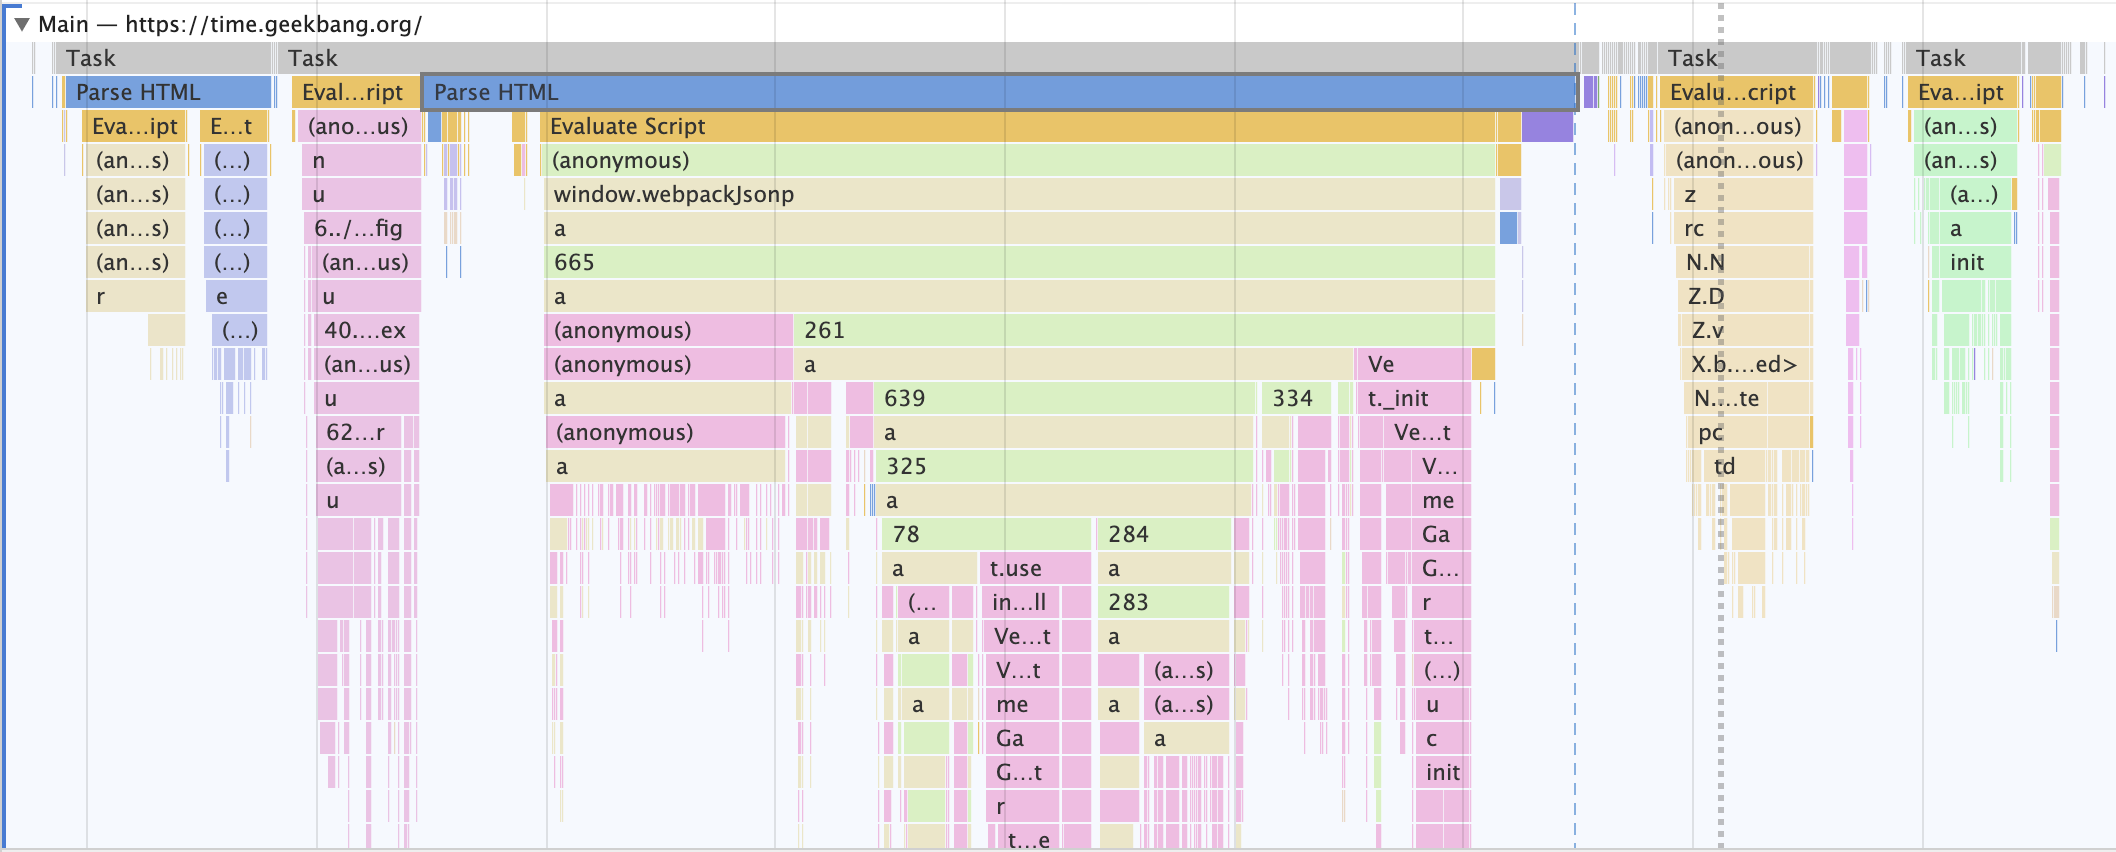 Main — https://time.geekbang.org/
Task Task Task Task
Parse HTML Eval…ript Parse HTML Evalu…cript Eva…ipt
Eva…ipt E…t (ano…us) Evaluate Script (anon…ous) (an…s)
(an…s) (…) n (anonymous) (anon…ous) (an…s)
(an…s) (…) u window.webpackJsonp z (a…)
(an…s) (…) 6../…fig a rc a
(an…s) (…) (an…us) 665 N.N init
r e u a Z.D
(…) 40.…ex (anonymous) 261 Z.v
(an…us) (anonymous) a Ve X.b…ed>
u a 639 334 t._init N.…te
62…r (anonymous) a Ve…t pc
(a…s) a 325 V… td
u a me
78 284 Ga
a t.use a G…
(… in…ll 283 r
a Ve…t a t…
V…t (a…s) (…)
a me a (a…s) u
Ga a c
G…t init
r
t…e